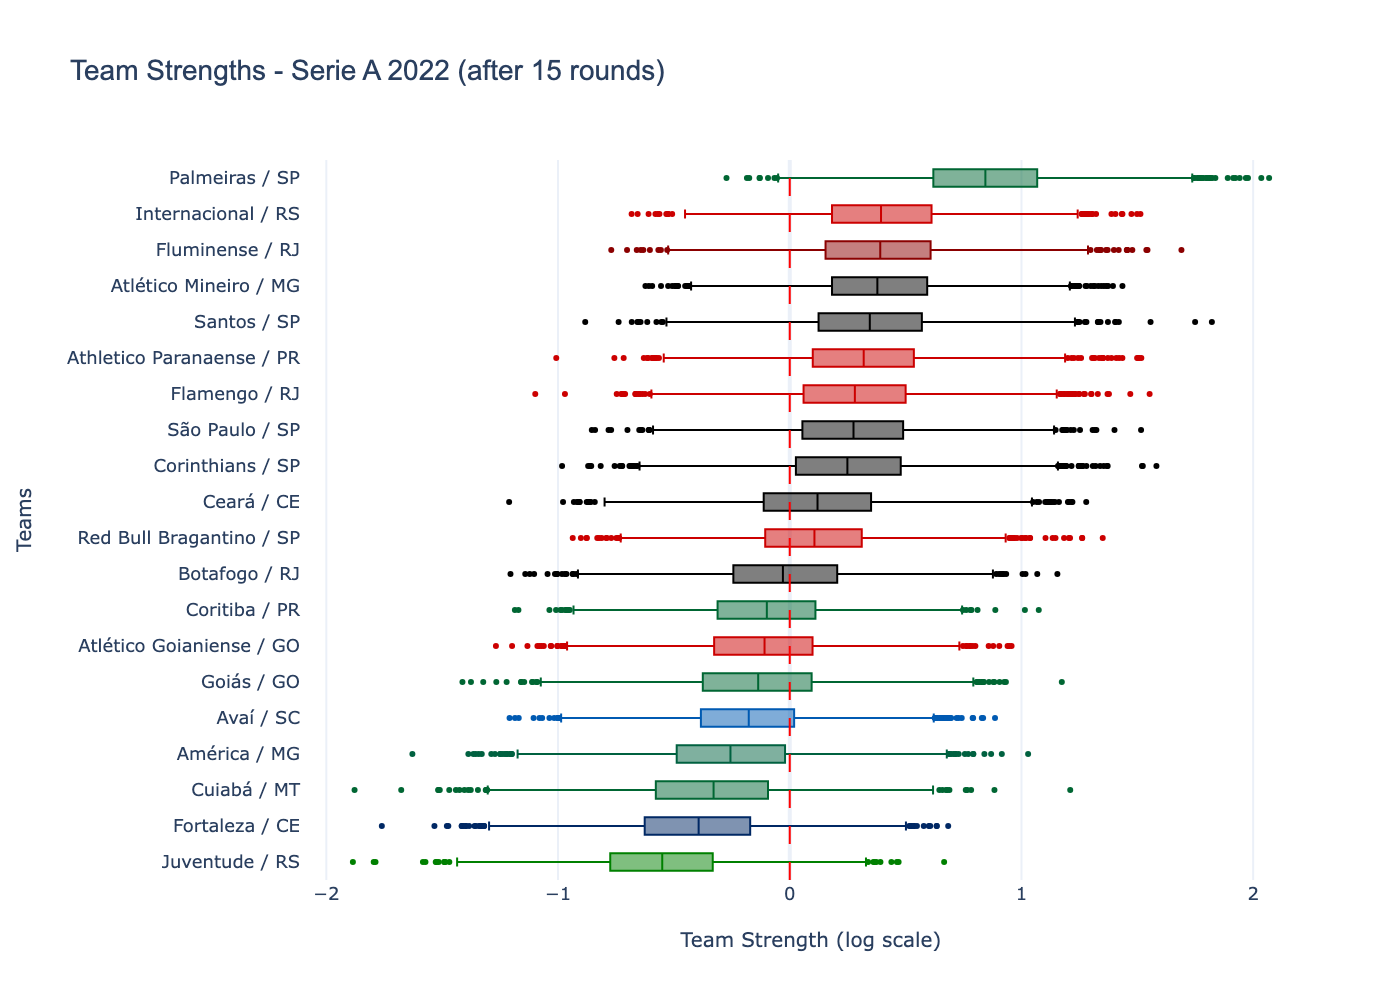 Team Strengths - Serie A 2022 (after 15 rounds)
Palmeiras / SP
Internacional / RS
Fluminense / RJ
Atlético Mineiro / MG
Santos / SP
Athletico Paranaense / PR
Flamengo / RJ
São Paulo / SP
Corinthians / SP
Ceará / CE
Red Bull Bragantino / SP
Botafogo / RJ
Coritiba / PR
Atlético Goianiense / GO
Goiás / GO
Avaí / SC
América / MG
Cuiabá / MT
Fortaleza / CE
Juventude / RS
Teams
−2 −1 0 1 2
Team Strength (log scale)